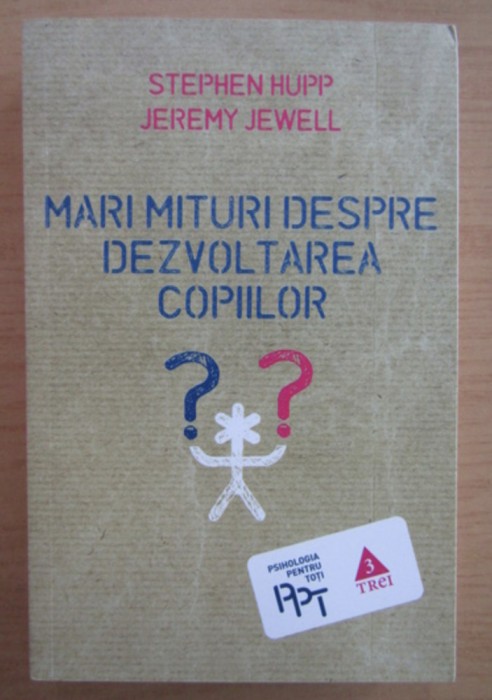 STEPHEN HUPP
JEREMY JEWELL
MARI MITURI DESPRE
DEZVOLTAREA
COPIILOR
? ?
PSIHOLOGIA
PENTRU
TOȚI
PPT
3
TREI